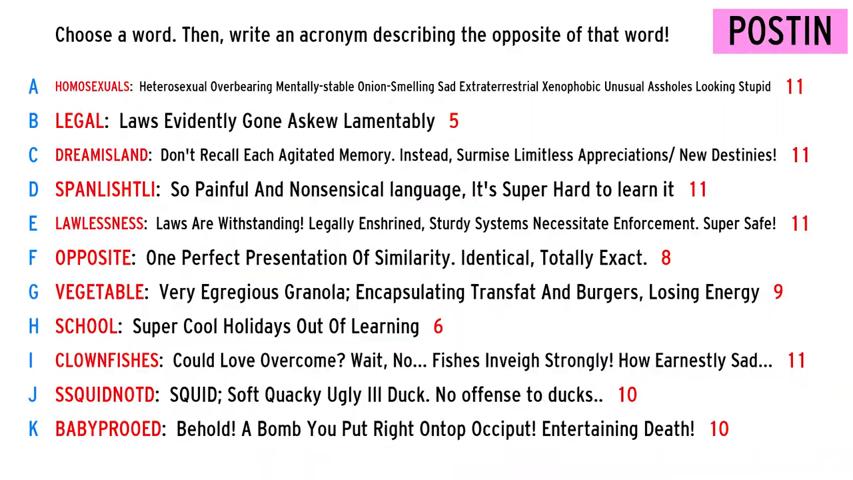 Choose a word. Then, write an acronym describing the opposite of that word!
POSTIN
A HOMOSEXUALS: Heterosexual Overbearing Mentally-stable Onion-Smelling Sad Extraterrestrial Xenophobic Unusual Assholes Looking Stupid 11
B LEGAL: Laws Evidently Gone Askew Lamentably 5
C DREAMISLAND: Don't Recall Each Agitated Memory. Instead, Surmise Limitless Appreciations/ New Destinies! 11
D SPANLISHTLI: So Painful And Nonsensical language, It's Super Hard to learn it 11
E LAWLESSNESS: Laws Are Withstanding! Legally Enshrined, Sturdy Systems Necessitate Enforcement. Super Safe! 11
F OPPOSITE: One Perfect Presentation Of Similarity. Identical, Totally Exact. 8
G VEGETABLE: Very Egregious Granola; Encapsulating Transfat And Burgers, Losing Energy 9
H SCHOOL: Super Cool Holidays Out Of Learning 6
I CLOWNFISHES: Could Love Overcome? Wait, No... Fishes Inveigh Strongly! How Earnestly Sad... 11
J SSQUIDNOTD: SQUID; Soft Quacky Ugly Ill Duck. No offense to ducks.. 10
K BABYPROOED: Behold! A Bomb You Put Right Ontop Occiput! Entertaining Death! 10